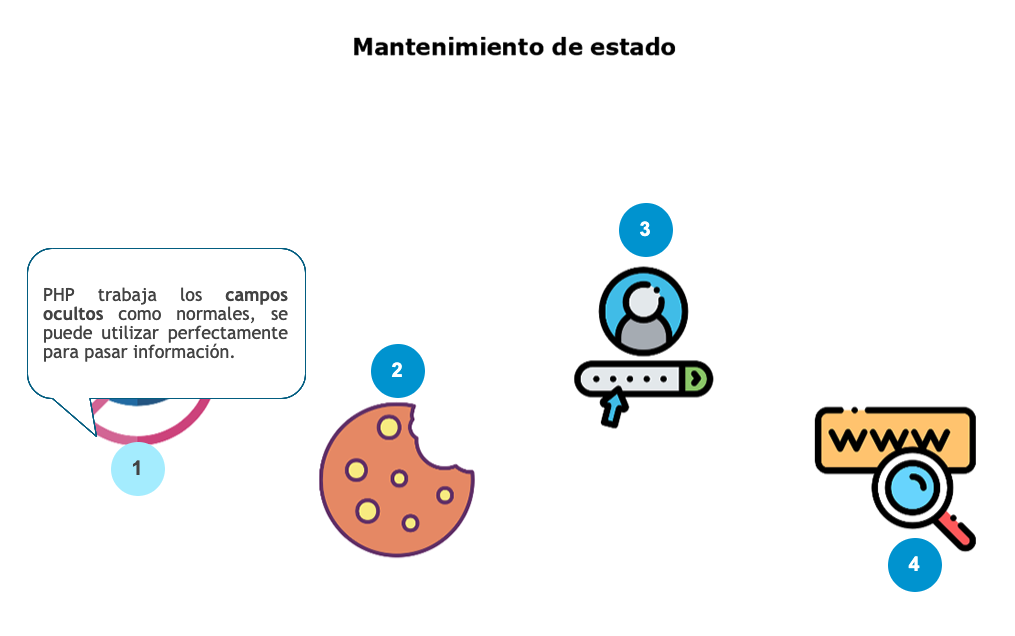 Mantenimiento de estado
3
PHP trabaja los campos
ocultos como normales, se
puede utilizar perfectamente
para pasar información.
2
1
WWW
4